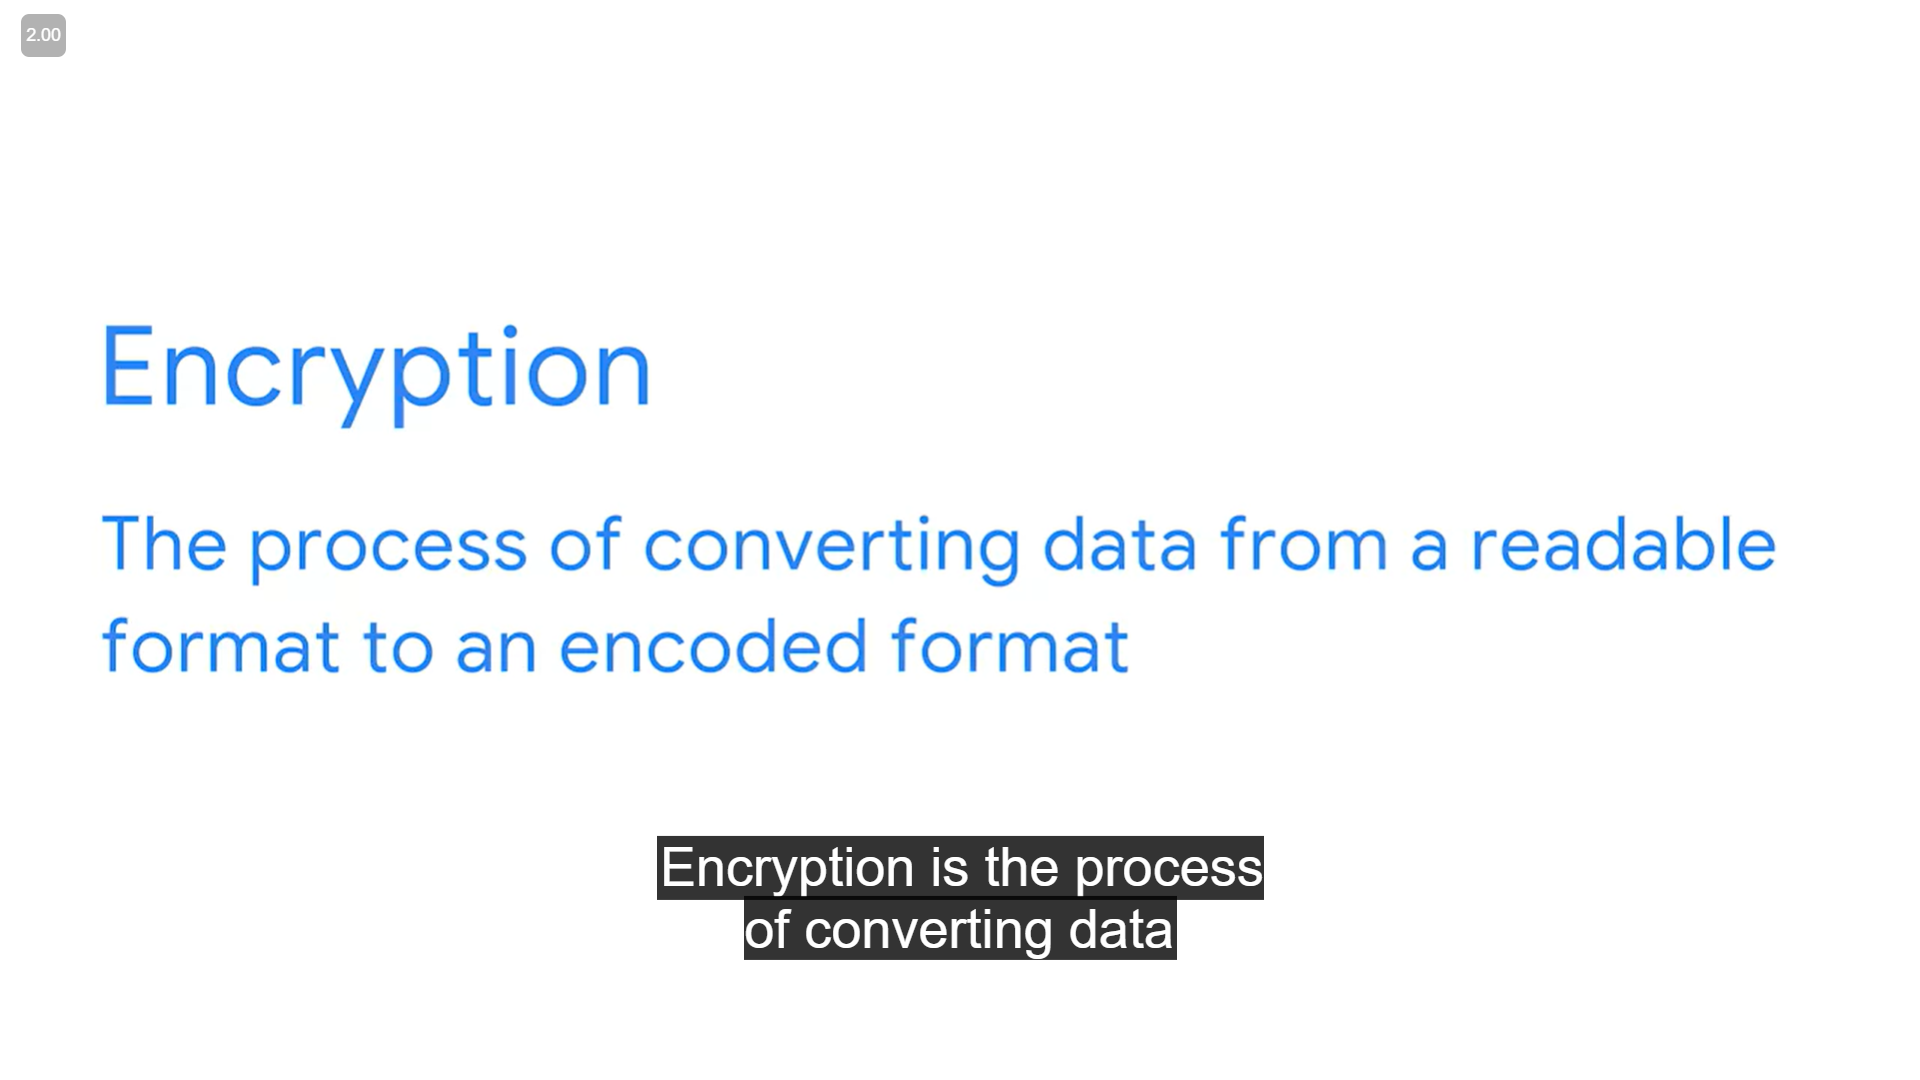 2.00
Encryption
The process of converting data from a readable
format to an encoded format
Encryption is the process
of converting data